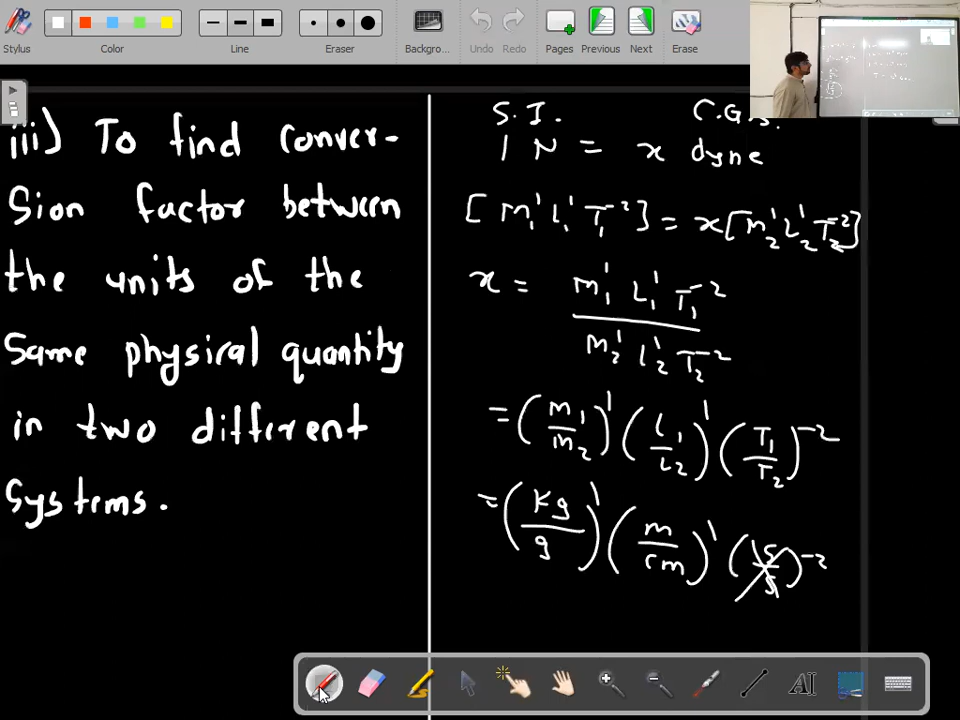 Stylus
Color
Line
Eraser
Backgro...
Undo
Redo
Pages
Previous
Next
Erase
iii) To find conver-
sion factor between
the units of the
same physical quantity
in two different
systems.
S.I. C.G.S.
1 N = x dyne
[M₁¹ L₁¹ T₁⁻²] = x[M₂¹ L₂¹ T₂⁻²]
x = M₁¹ L₁¹ T₁⁻² / M₂¹ L₂¹ T₂⁻²
= (M₁/M₂)¹ (L₁/L₂)¹ (T₁/T₂)⁻²
= (Kg/g)¹ (m/cm)¹ (s/s)⁻²
AI